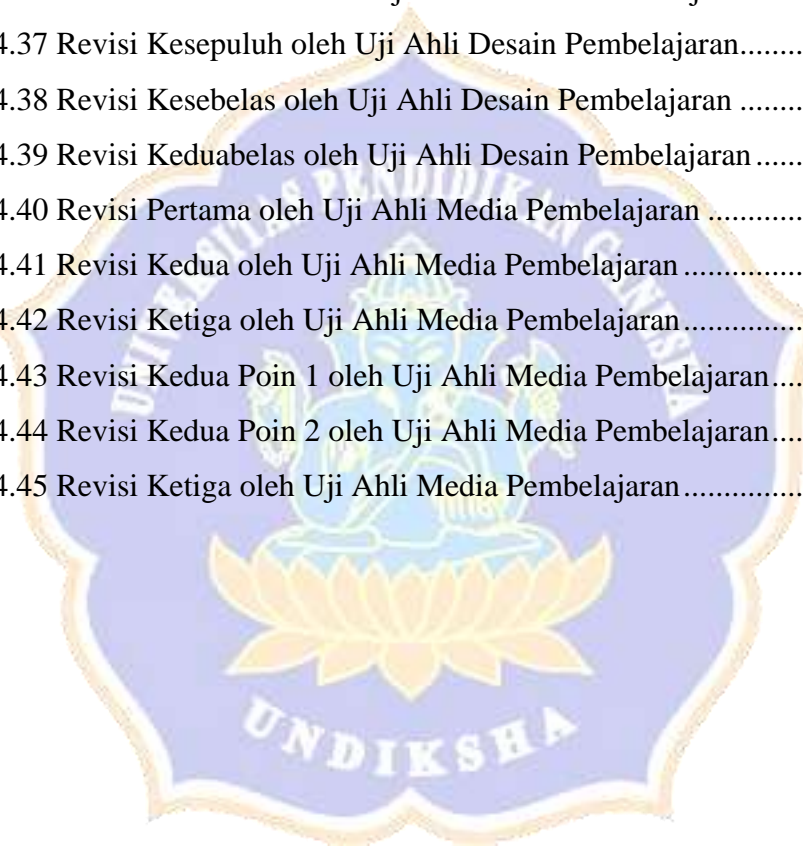 4.37 Revisi Kesepuluh oleh Uji Ahli Desain Pembelajaran........
4.38 Revisi Kesebelas oleh Uji Ahli Desain Pembelajaran ........
4.39 Revisi Keduabelas oleh Uji Ahli Desain Pembelajaran ......
4.40 Revisi Pertama oleh Uji Ahli Media Pembelajaran ............
4.41 Revisi Kedua oleh Uji Ahli Media Pembelajaran ...............
4.42 Revisi Ketiga oleh Uji Ahli Media Pembelajaran...............
4.43 Revisi Kedua Poin 1 oleh Uji Ahli Media Pembelajaran....
4.44 Revisi Kedua Poin 2 oleh Uji Ahli Media Pembelajaran....
4.45 Revisi Ketiga oleh Uji Ahli Media Pembelajaran...............
UNIVERSITAS PENDIDIKAN GANESHA
UNDIKSHA